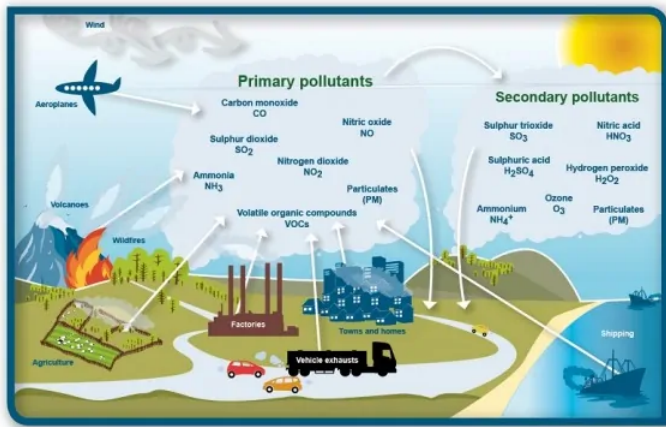 Wind
Aeroplanes
Primary pollutants
Carbon monoxide
CO
Nitric oxide
NO
Sulphur dioxide
SO2
Nitrogen dioxide
NO2
Ammonia
NH3
Particulates
(PM)
Volatile organic compounds
VOCs
Secondary pollutants
Sulphur trioxide
SO3
Nitric acid
HNO3
Sulphuric acid
H2SO4
Hydrogen peroxide
H2O2
Ozone
O3
Ammonium
NH4+
Particulates
(PM)
Volcanoes
Wildfires
Factories
Towns and homes
Shipping
Agriculture
Vehicle exhausts